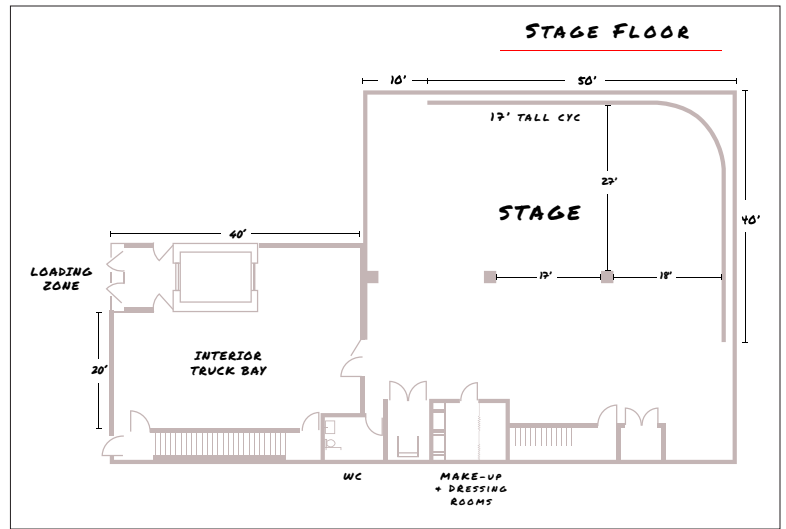 STAGE FLOOR
10'
50'
17' TALL CYC
27'
STAGE
40'
40'
LOADING
ZONE
17'
18'
20'
INTERIOR
TRUCK BAY
WC
MAKE-UP
+ DRESSING
ROOMS